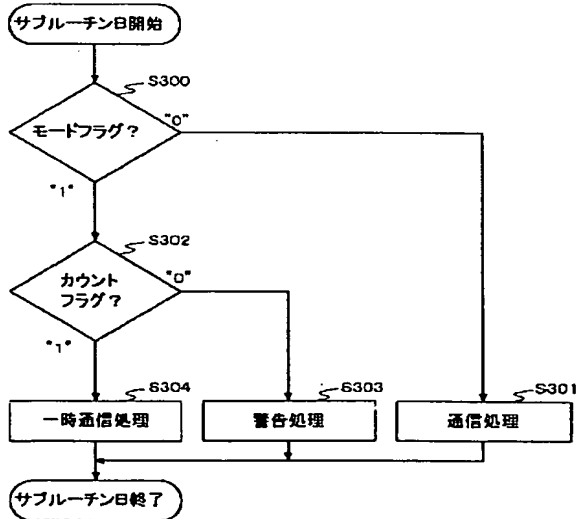 サブルーチンB開始
S300
モードフラグ？
"0"
"1"
S302
カウント
フラグ？
"0"
"1"
S304
一時通信処理
S303
警告処理
S301
通信処理
サブルーチンB終了